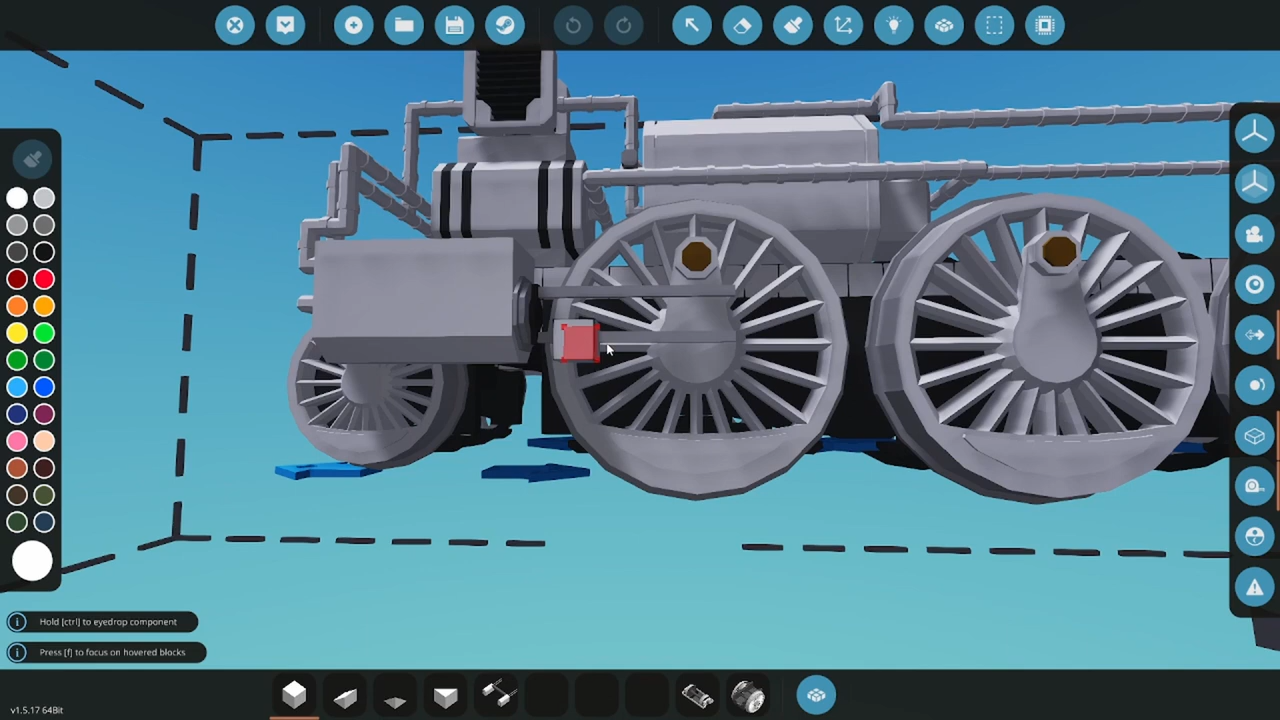 Hold [ctrl] to eyedrop component
Press [f] to focus on hovered blocks
v1.5.17 64Bit